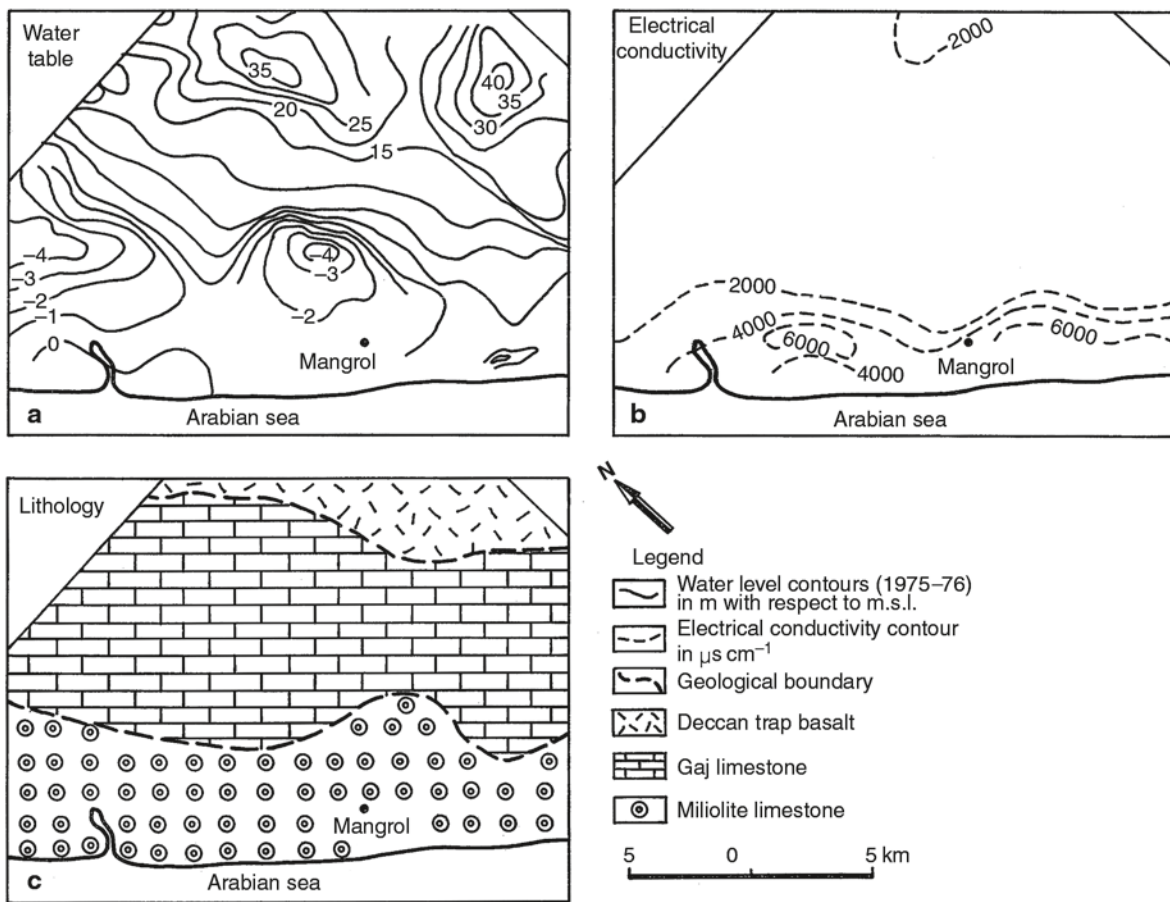 Water
table
35
40
35
20
25
30
15
–4
–4
–3
–3
–2
–2
–1
0
Mangrol
a
Arabian sea
Electrical
conductivity
2000
2000
4000
6000
6000
4000
Mangrol
b
Arabian sea
Lithology
Mangrol
c
Arabian sea
N
Legend
Water level contours (1975–76)
in m with respect to m.s.l.
Electrical conductivity contour
in μs cm⁻¹
Geological boundary
Deccan trap basalt
Gaj limestone
Miliolite limestone
5 0 5 km